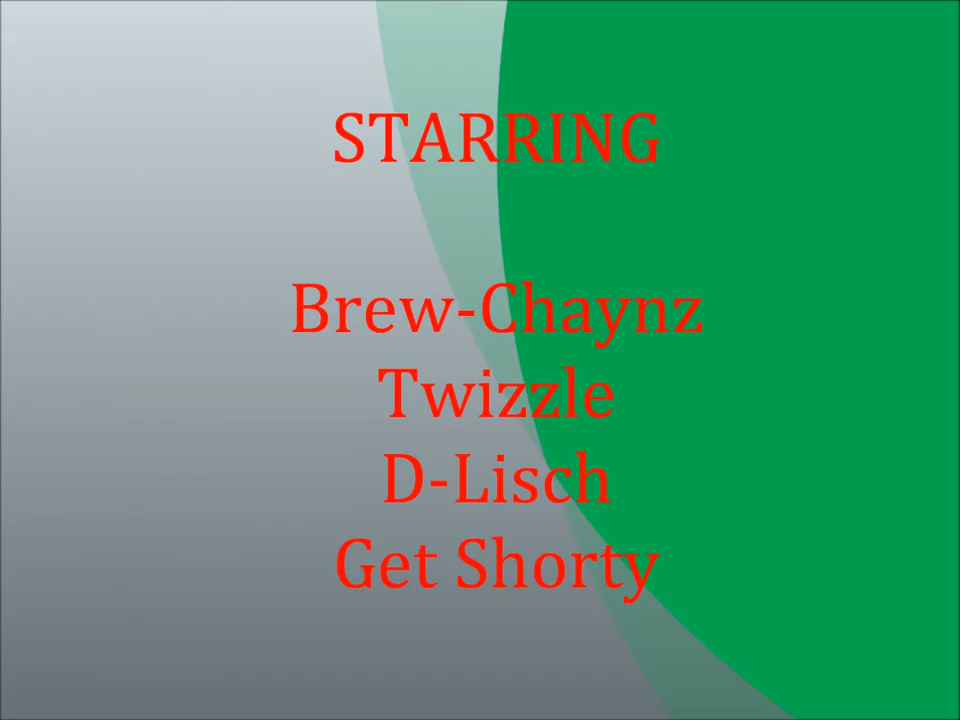 STARRING
Brew-Chaynz
Twizzle
D-Lisch
Get Shorty